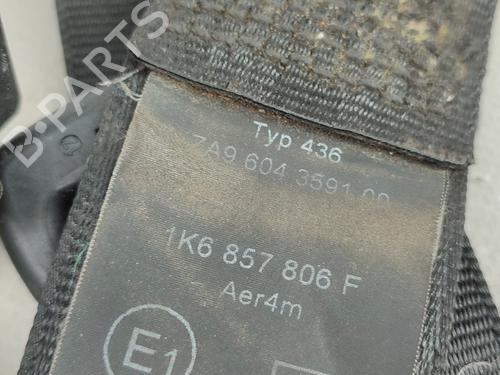 Typ 436
7A9 604 3591 00
1K6 857 806 F
Aer4m
E1
B-PARTS